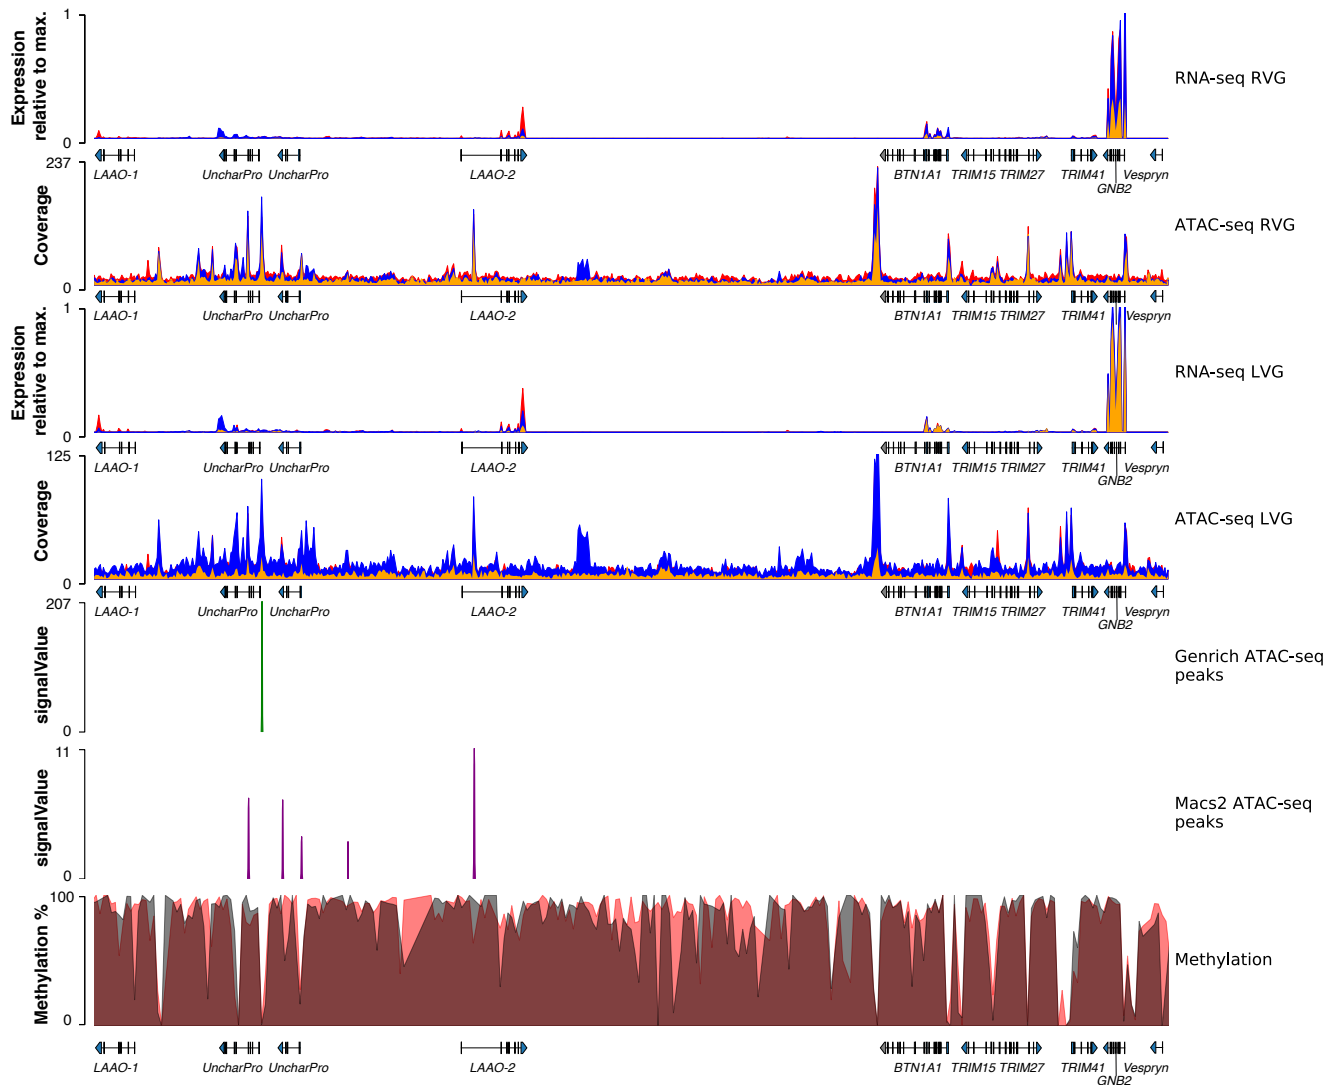 1
Expression
relative to max.
0
RNA-seq RVG
LAAO-1 UncharPro UncharPro LAAO-2 BTN1A1 TRIM15 TRIM27 TRIM41 Vespryn
GNB2
237
Coverage
0
ATAC-seq RVG
LAAO-1 UncharPro UncharPro LAAO-2 BTN1A1 TRIM15 TRIM27 TRIM41 Vespryn
GNB2
1
Expression
relative to max.
0
RNA-seq LVG
LAAO-1 UncharPro UncharPro LAAO-2 BTN1A1 TRIM15 TRIM27 TRIM41 Vespryn
GNB2
125
Coverage
0
ATAC-seq LVG
LAAO-1 UncharPro UncharPro LAAO-2 BTN1A1 TRIM15 TRIM27 TRIM41 Vespryn
GNB2
207
signalValue
0
Genrich ATAC-seq
peaks
11
signalValue
0
Macs2 ATAC-seq
peaks
100
Methylation %
0
Methylation
LAAO-1 UncharPro UncharPro LAAO-2 BTN1A1 TRIM15 TRIM27 TRIM41 Vespryn
GNB2